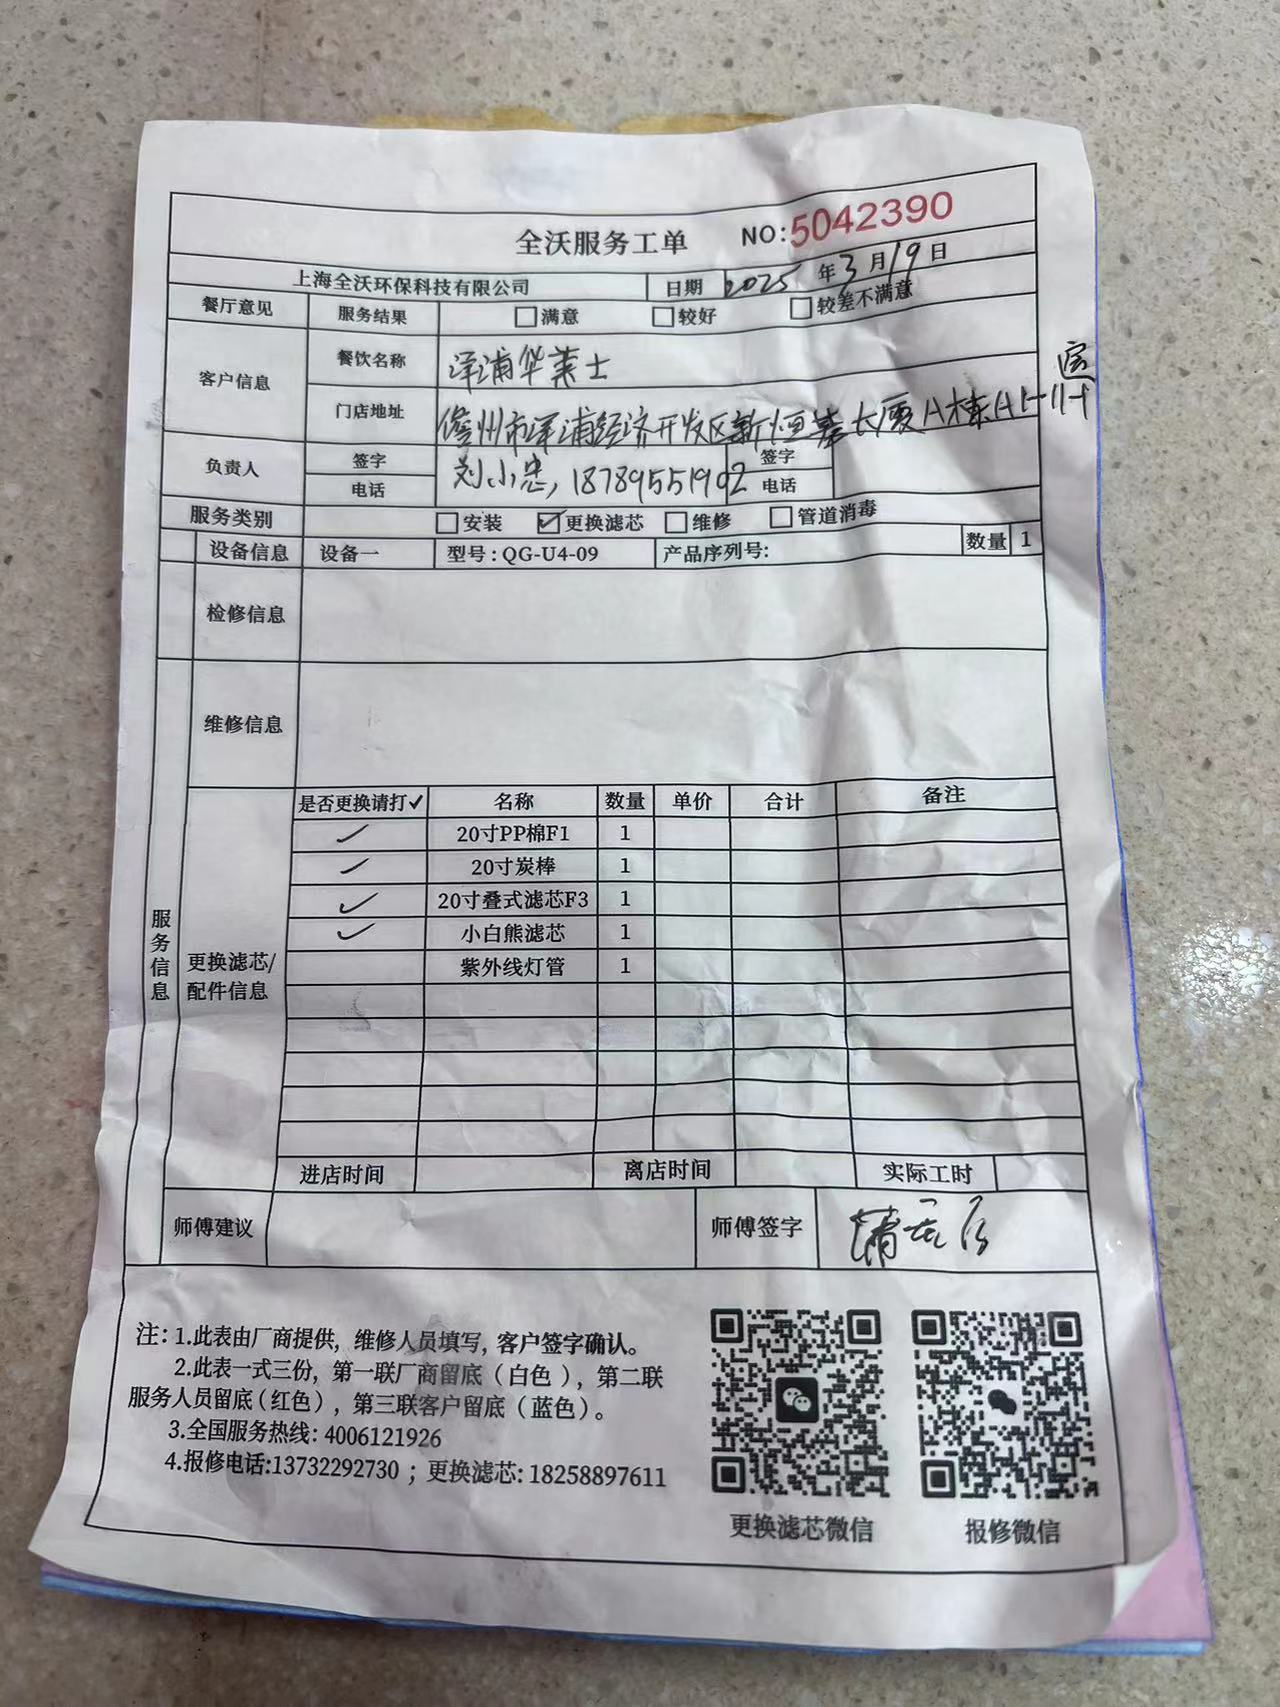 全沃服务工单 NO:5042390
上海全沃环保科技有限公司 日期 2025年3月19日
餐厅意见 服务结果 □满意 □较好 □较差不满意
客户信息 餐饮名称 洋浦华莱士
门店地址 儋州市洋浦经济开发区新恒基大厦A栋A1-11号
负责人 签字 刘小忠,18789551902 签字
电话 电话
服务类别 □安装 ☑更换滤芯 □维修 □管道消毒
设备信息 设备一 型号:QG-U4-09 产品序列号: 数量 1
检修信息
维修信息
服务信息
更换滤芯/配件信息
是否更换请打✓ 名称 数量 单价 合计 备注
✓ 20寸PP棉F1 1
✓ 20寸炭棒 1
✓ 20寸叠式滤芯F3 1
✓ 小白熊滤芯 1
紫外线灯管 1
进店时间 离店时间 实际工时
师傅建议 师傅签字
注: 1.此表由厂商提供, 维修人员填写, 客户签字确认。
2.此表一式三份, 第一联厂商留底（白色）, 第二联
服务人员留底(红色), 第三联客户留底（蓝色)。
3.全国服务热线: 4006121926
4.报修电话:13732292730 ; 更换滤芯: 18258897611
更换滤芯微信 报修微信